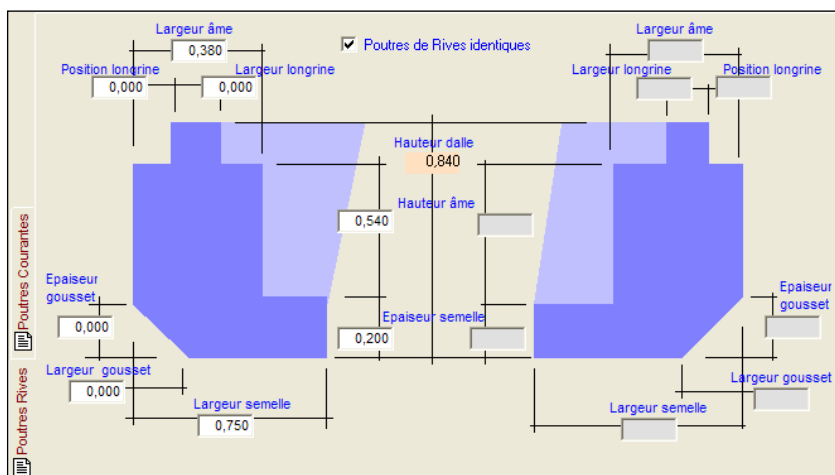 Largeur âme
0,380
Poutres de Rives identiques
Largeur âme
Position longrine
Largeur longrine
Largeur longrine
Position longrine
0,000
0,000
Hauteur dalle
0,840
Hauteur âme
0,540
Epaiseur gousset
Epaiseur gousset
0,000
Epaiseur semelle
0,200
Largeur gousset
0,000
Largeur gousset
Largeur semelle
0,750
Largeur semelle
Poutres Courantes
Poutres Rives